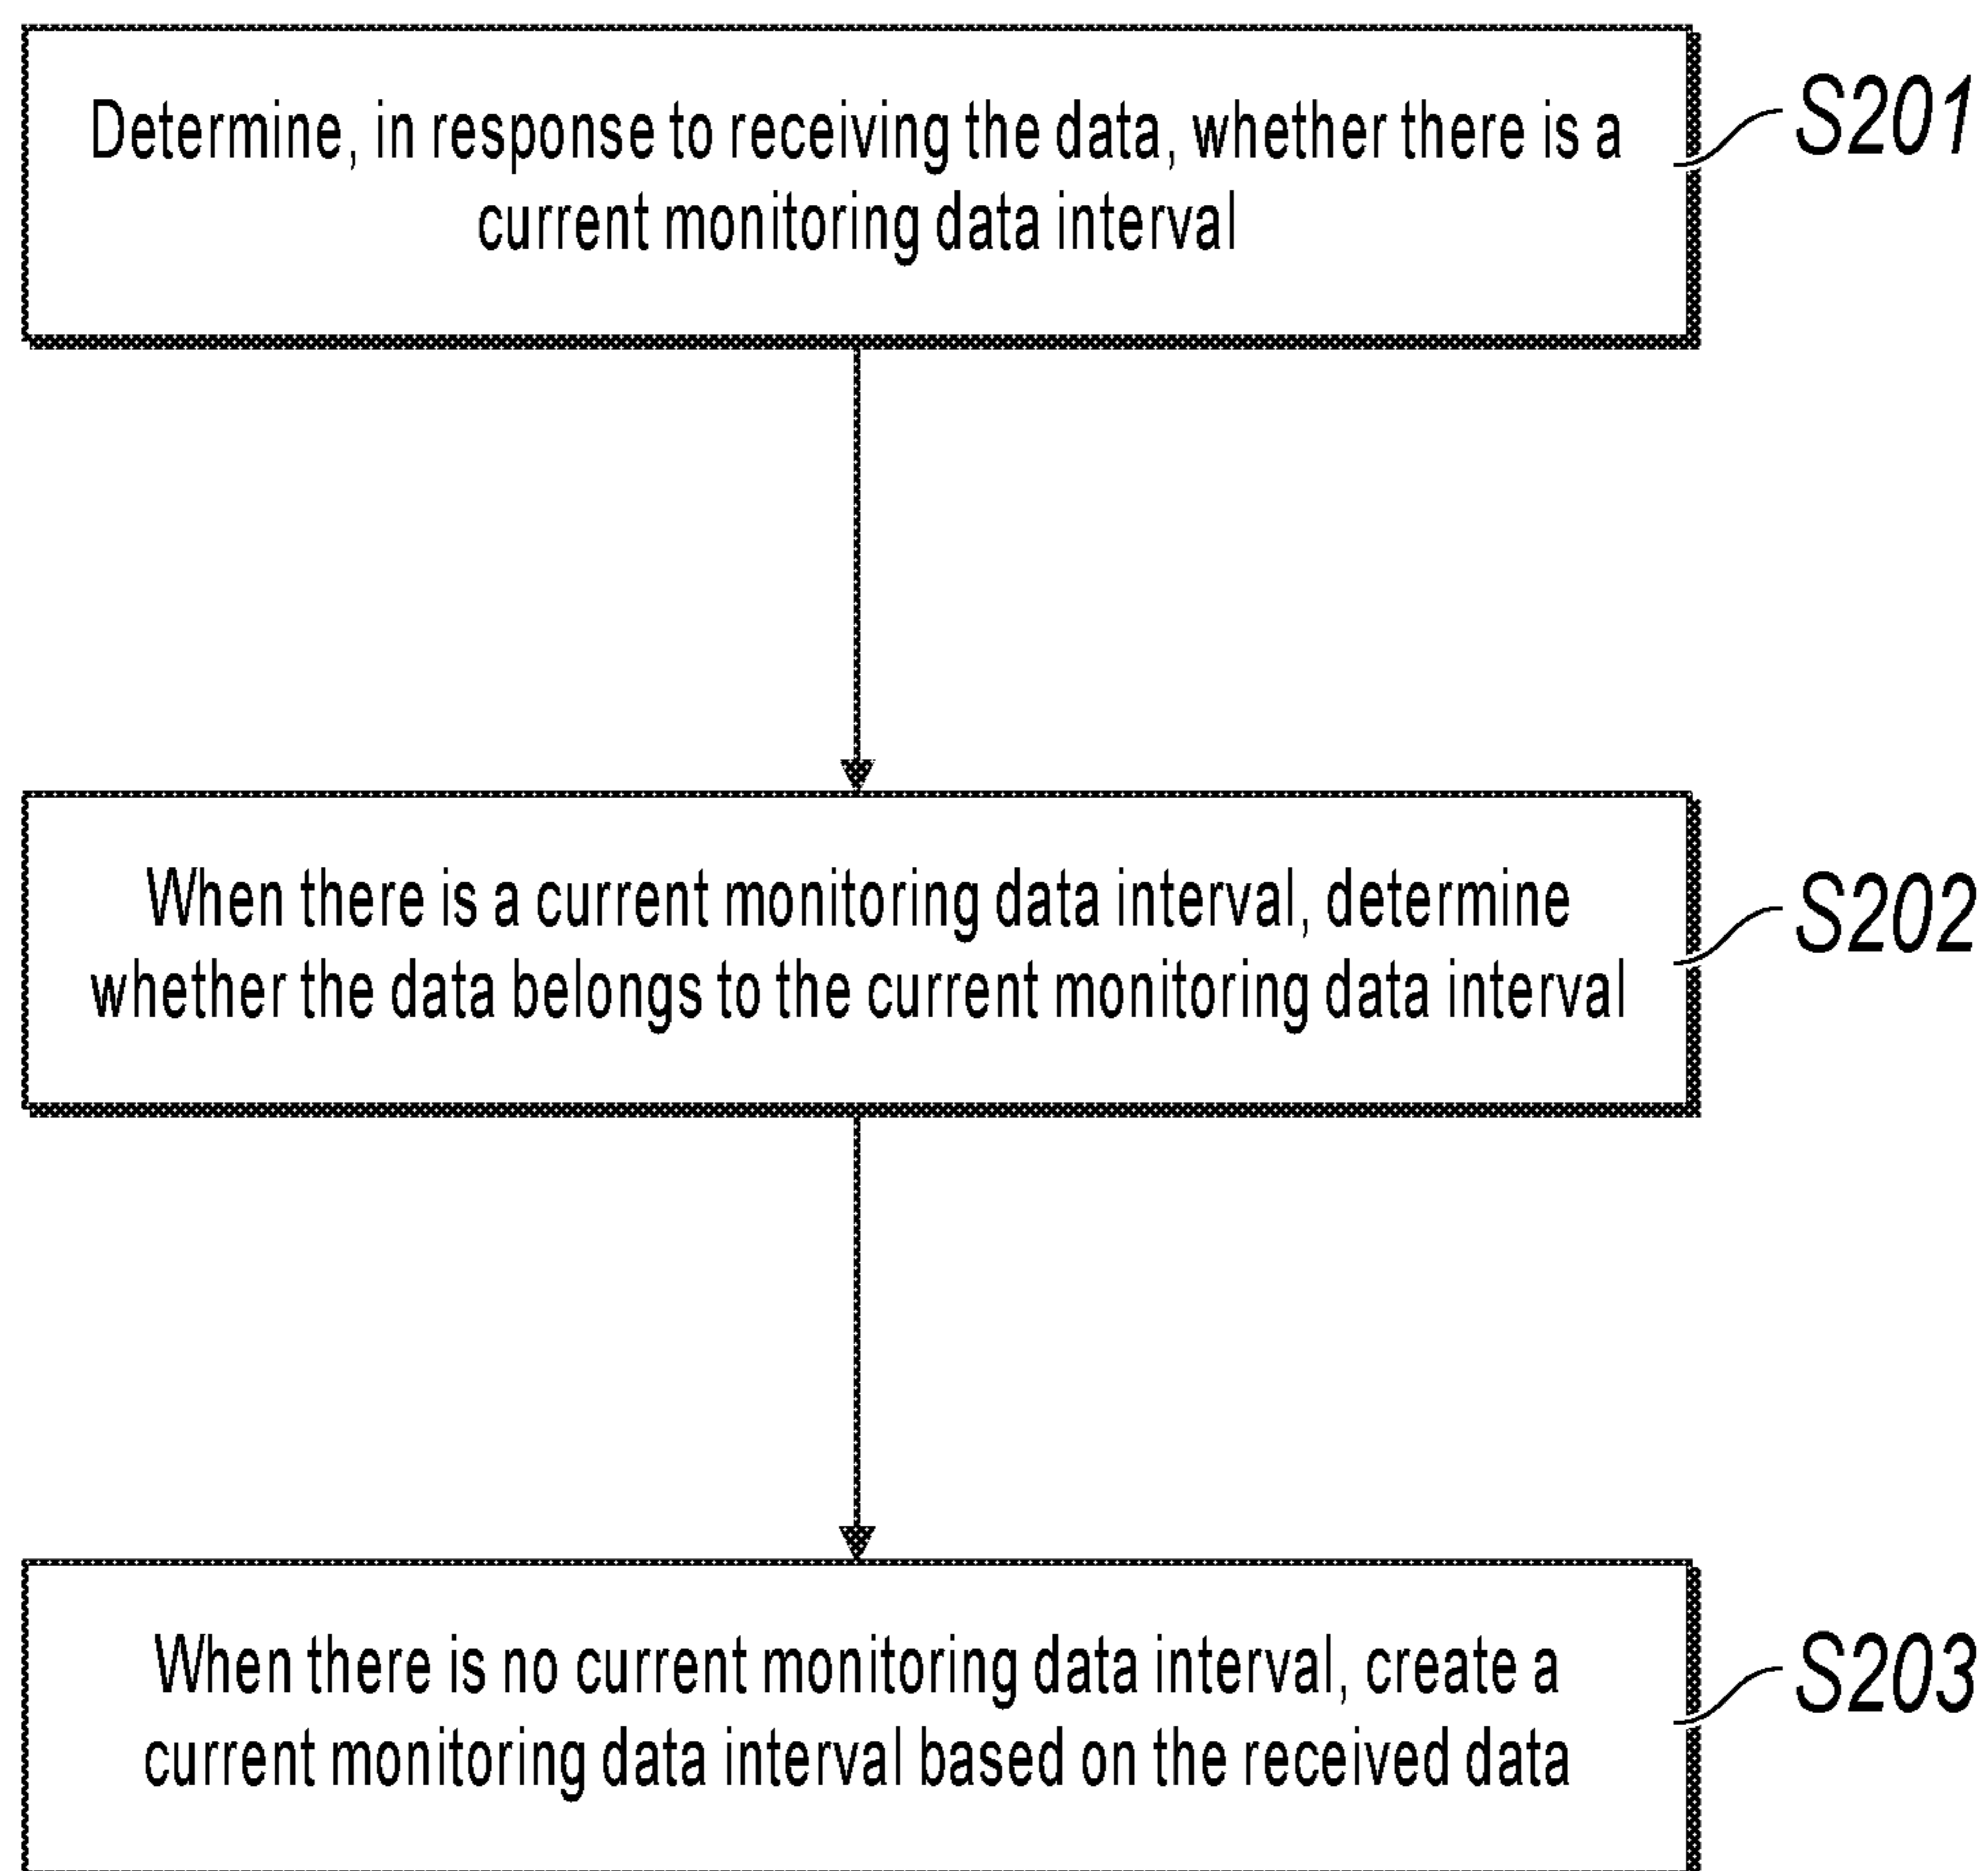 Determine, in response to receiving the data, whether there is a
current monitoring data interval
S201
When there is a current monitoring data interval, determine
whether the data belongs to the current monitoring data interval
S202
When there is no current monitoring data interval, create a
current monitoring data interval based on the received data
S203